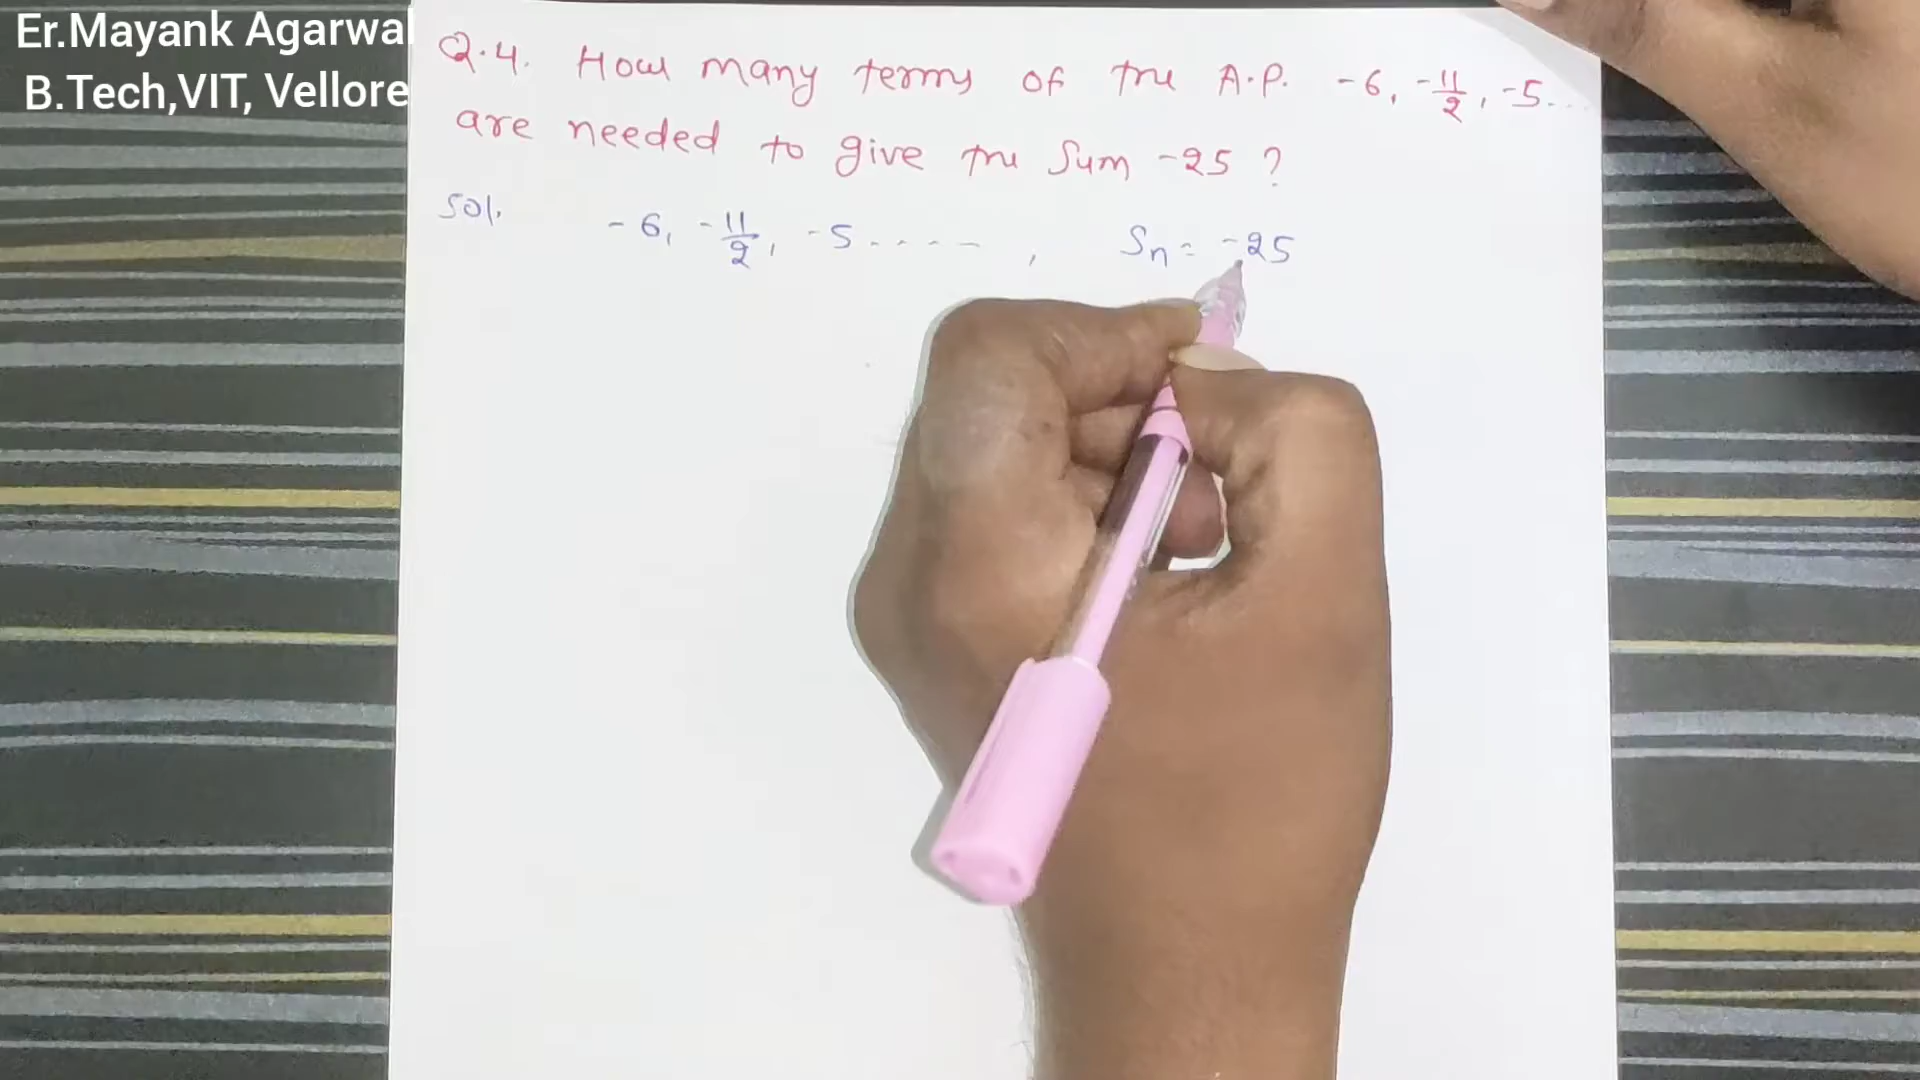 Er.Mayank Agarwal
B.Tech,VIT, Vellore
Q.4. How many terms of the A.P. -6, -11/2, -5...
are needed to give the Sum -25 ?
Sol. -6, -11/2, -5 - - - - , Sn = -25